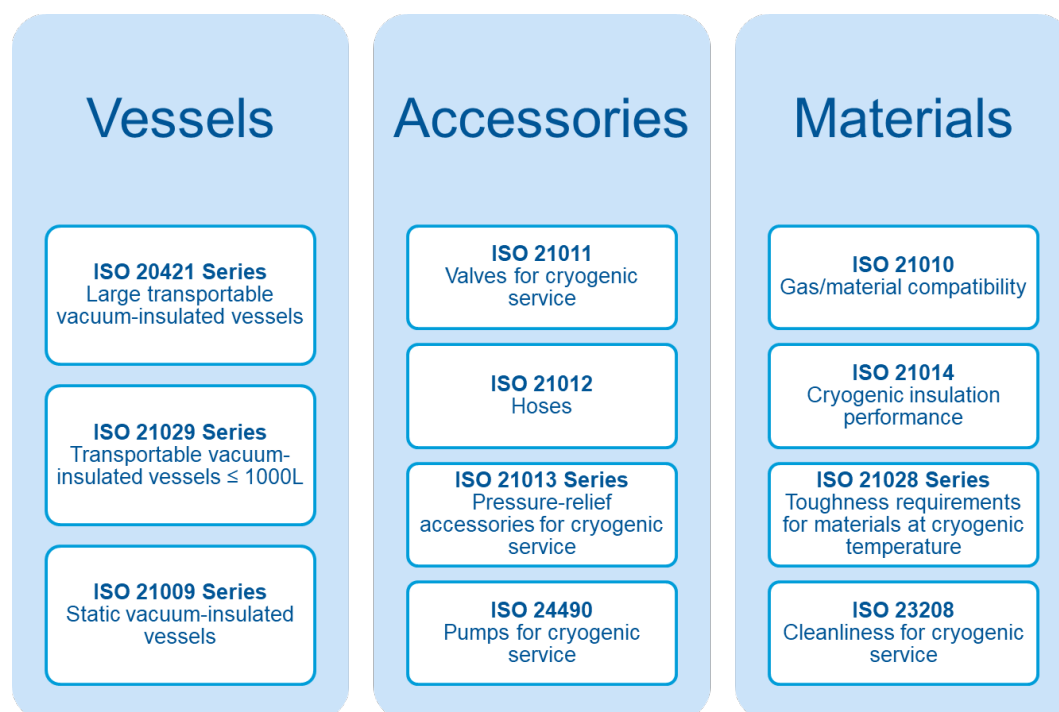 Vessels
ISO 20421 Series
Large transportable
vacuum-insulated vessels
ISO 21029 Series
Transportable vacuum-
insulated vessels ≤ 1000L
ISO 21009 Series
Static vacuum-insulated
vessels
Accessories
ISO 21011
Valves for cryogenic
service
ISO 21012
Hoses
ISO 21013 Series
Pressure-relief
accessories for cryogenic
service
ISO 24490
Pumps for cryogenic
service
Materials
ISO 21010
Gas/material compatibility
ISO 21014
Cryogenic insulation
performance
ISO 21028 Series
Toughness requirements
for materials at cryogenic
temperature
ISO 23208
Cleanliness for cryogenic
service